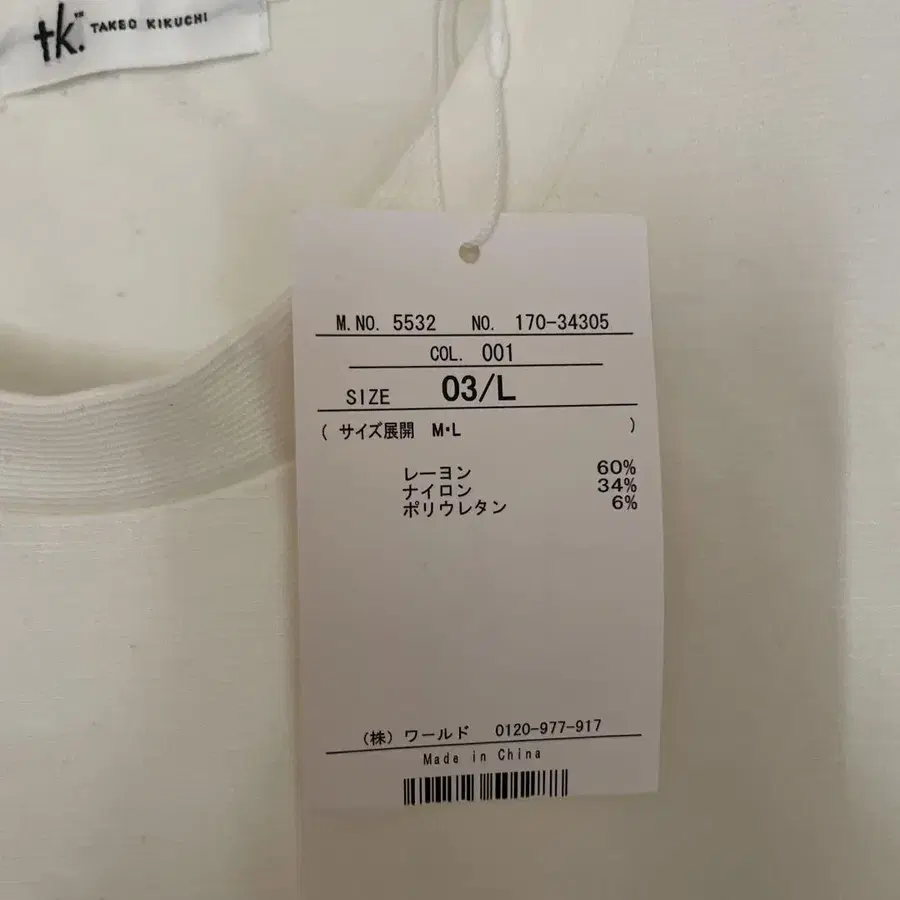 tk.™ TAKEO KIKUCHI
M.NO. 5532 NO. 170-34305
COL. 001
SIZE 03/L
( サイズ展開 M・L )
レーヨン 60%
ナイロン 34%
ポリウレタン 6%
(株)ワールド 0120-977-917
Made in China